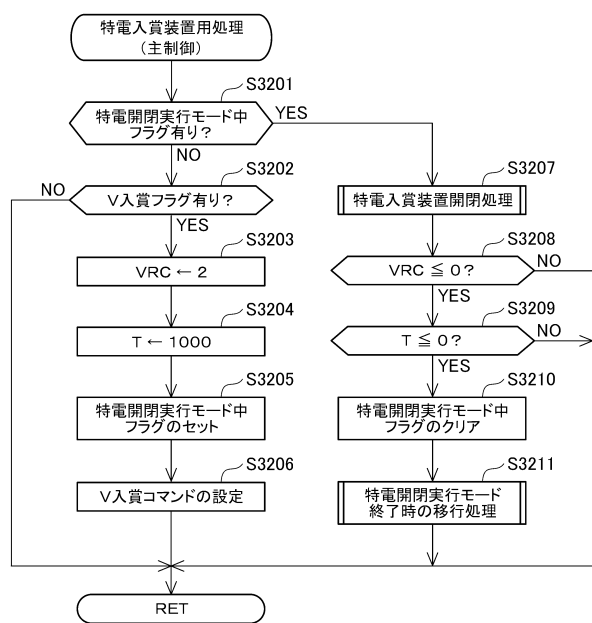 特電入賞装置用処理
(主制御)
S3201
特電開閉実行モード中
フラグ有り?
YES
NO
S3202
NO
V入賞フラグ有り?
YES
S3203
VRC ← 2
S3204
T ← 1000
S3205
特電開閉実行モード中
フラグのセット
S3206
V入賞コマンドの設定
S3207
特電入賞装置開閉処理
S3208
VRC ≦ 0?
NO
YES
S3209
T ≦ 0?
NO
YES
S3210
特電開閉実行モード中
フラグのクリア
S3211
特電開閉実行モード
終了時の移行処理
RET